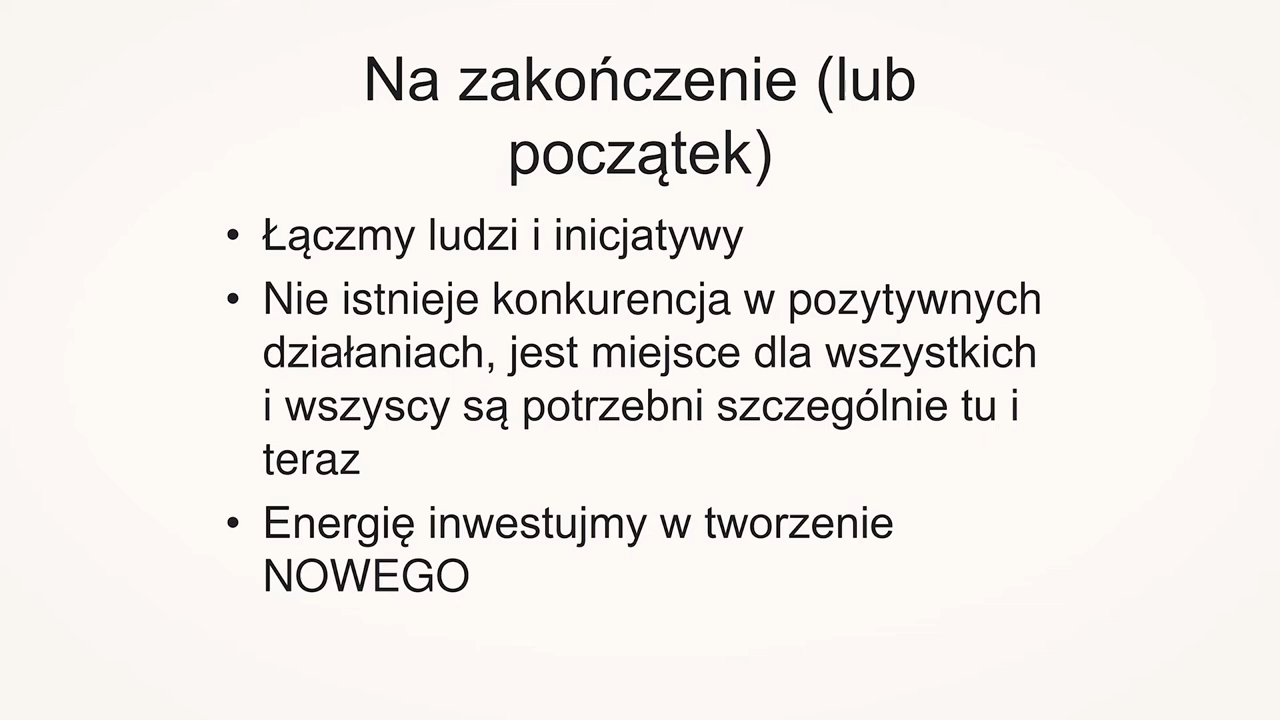 Na zakończenie (lub
początek)
• Łączmy ludzi i inicjatywy
• Nie istnieje konkurencja w pozytywnych
działaniach, jest miejsce dla wszystkich
i wszyscy są potrzebni szczególnie tu i
teraz
• Energię inwestujmy w tworzenie
NOWEGO